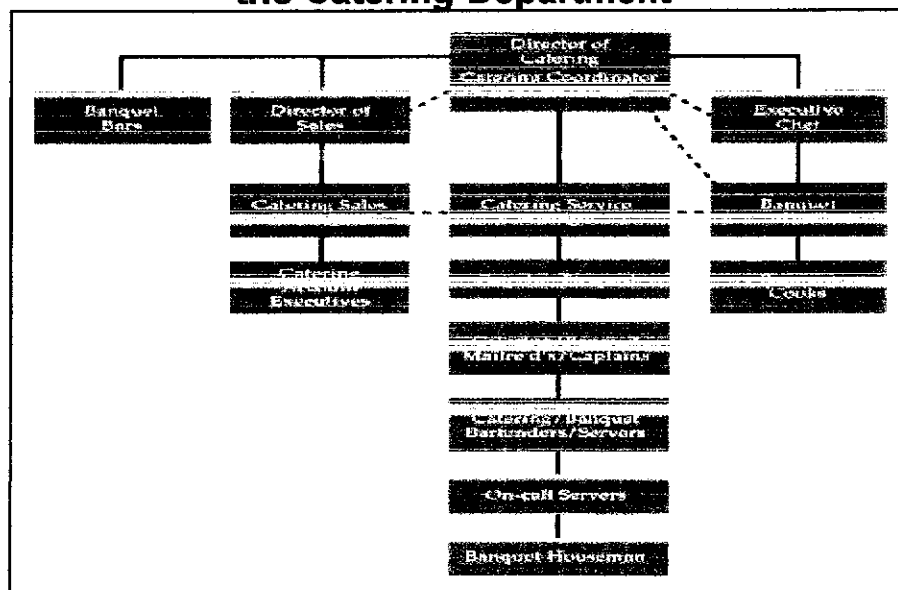 the Catering Department
Director of
Catering
Catering Coordinator
Banquet
Bars
Director of
Sales
Executive
Chef
Catering Sales
Catering Service
Banquet
Catering
Executives
Cooks
Maitre d's/Captains
Catering/Banquet
Bartenders/Servers
On-call Servers
Banquet Houseman